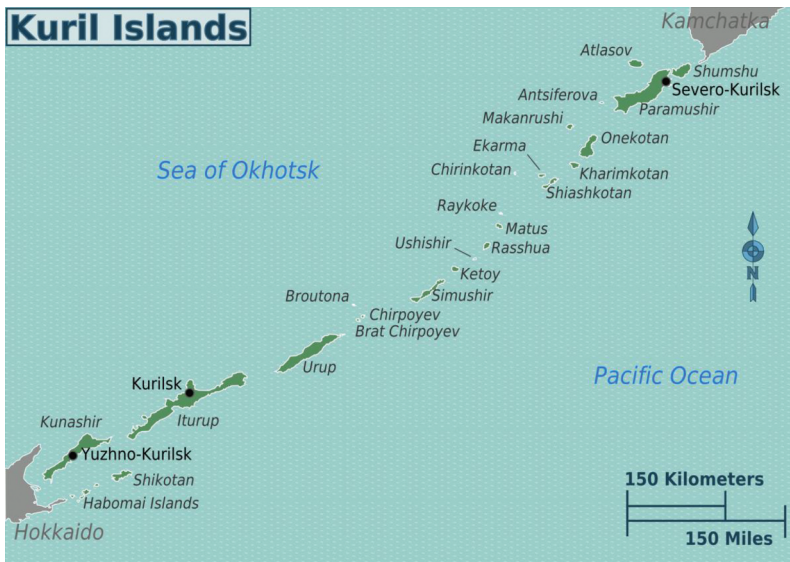 Kuril Islands
Kamchatka
Atlasov
Shumshu
Severo-Kurilsk
Antsiferova
Paramushir
Makanrushi
Onekotan
Ekarma
Chirinkotan
Kharimkotan
Shiashkotan
Sea of Okhotsk
Raykoke
Matus
Ushishir
Rasshua
Ketoy
N
Simushir
Broutona
Chirpoyev
Brat Chirpoyev
Urup
Pacific Ocean
Kurilsk
Iturup
Kunashir
Yuzhno-Kurilsk
Shikotan
Habomai Islands
Hokkaido
150 Kilometers
150 Miles